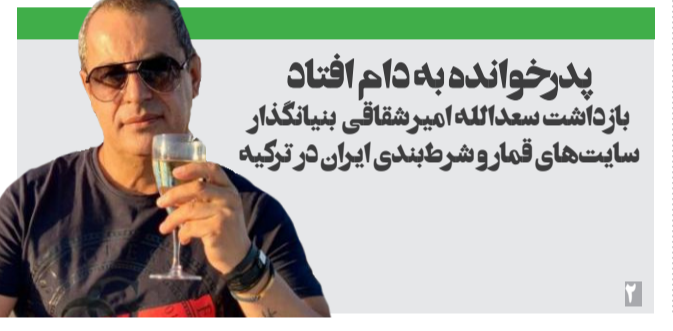 پدرخوانده به دام افتاد
بازداشت سعدالله امیرشقاقی بنیانگذار
سایت‌های قمار و شرط‌بندی ایران در ترکیه
۲